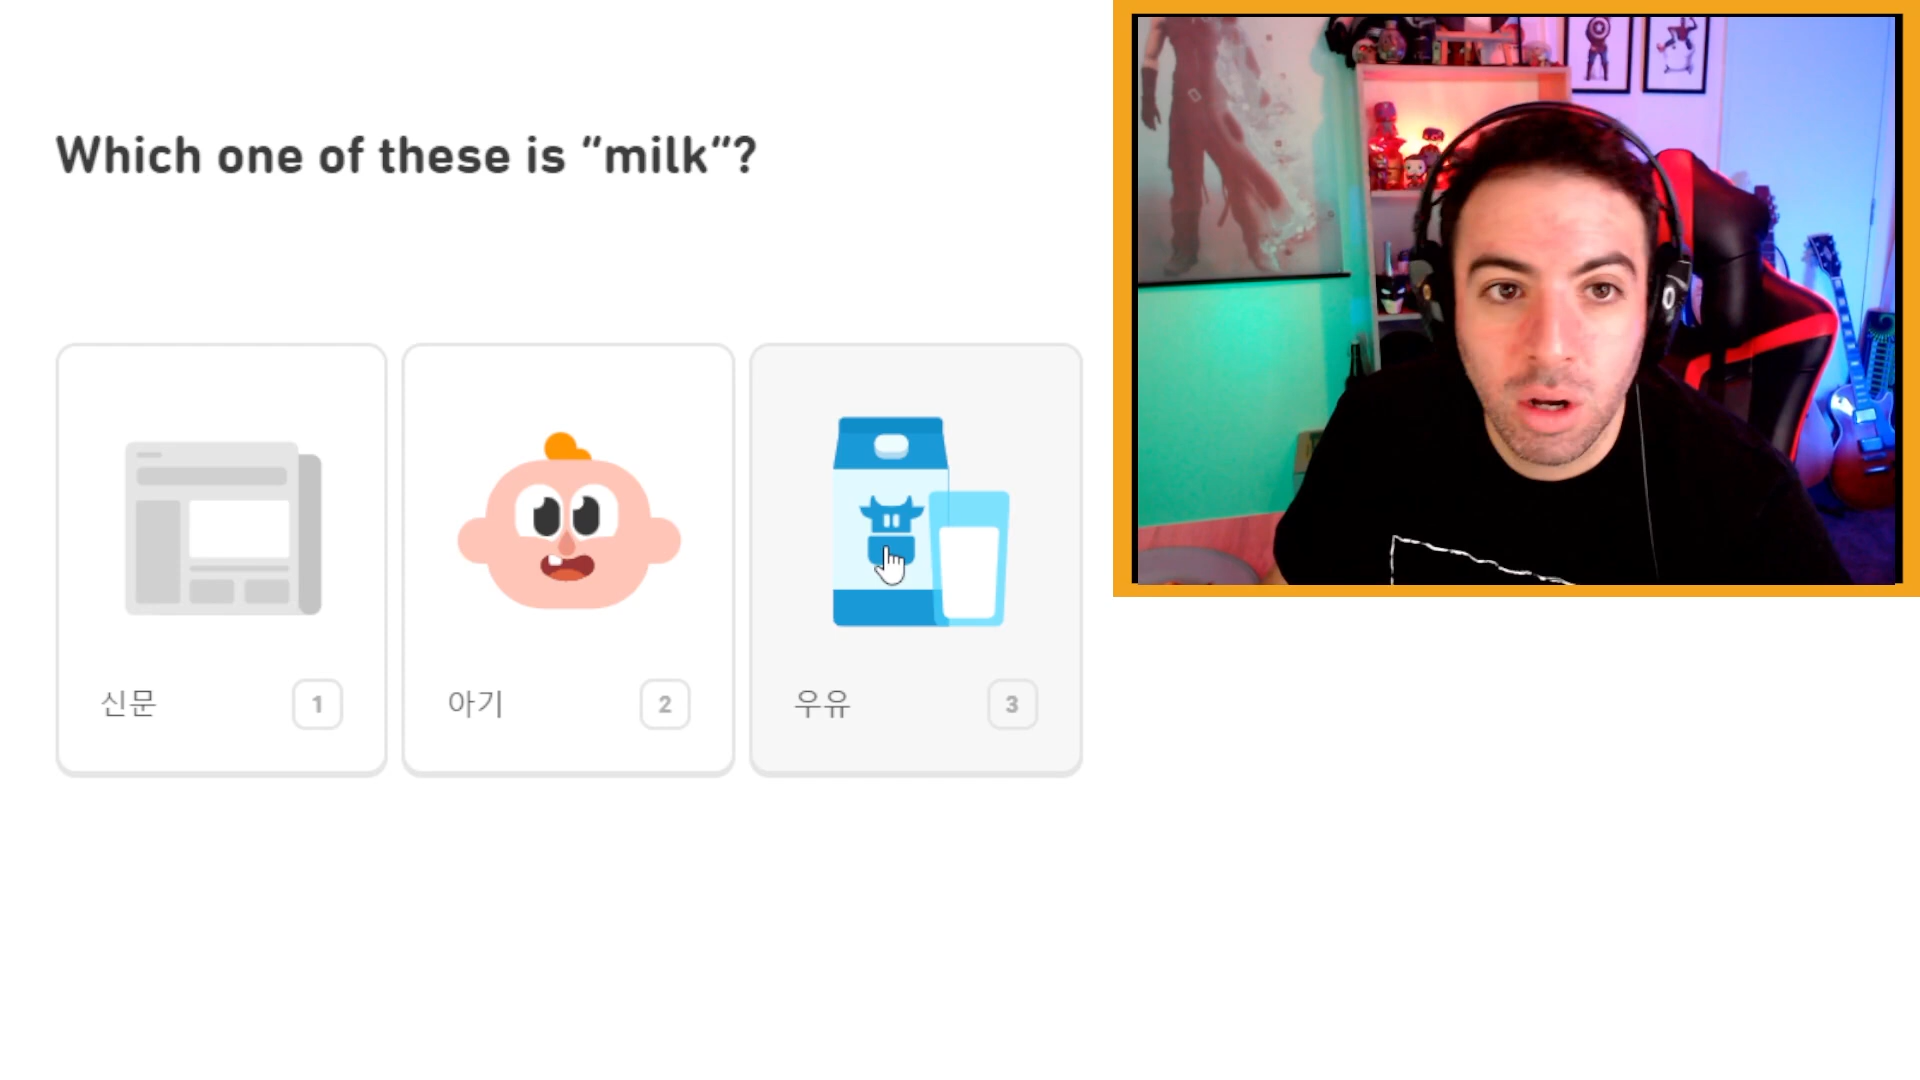 Which one of these is "milk"?
신문 1
아기 2
우유 3